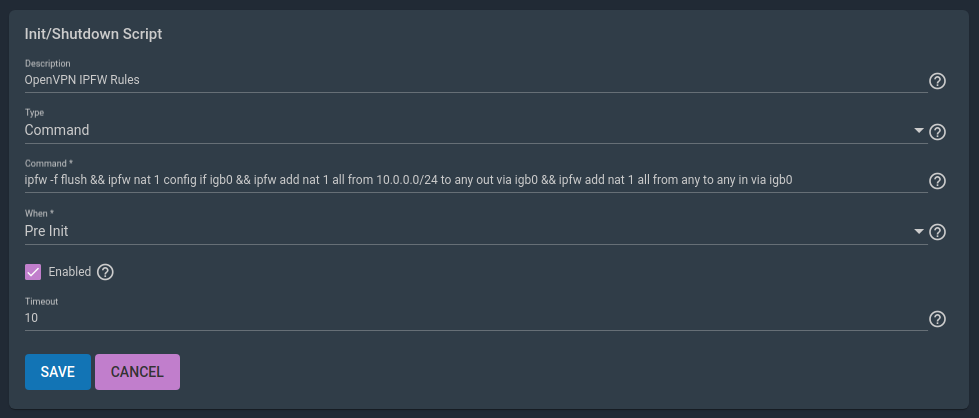 Init/Shutdown Script
Description
OpenVPN IPFW Rules
Type
Command
Command *
ipfw -f flush && ipfw nat 1 config if igb0 && ipfw add nat 1 all from 10.0.0.0/24 to any out via igb0 && ipfw add nat 1 all from any to any in via igb0
When *
Pre Init
Enabled
Timeout
10
SAVE CANCEL